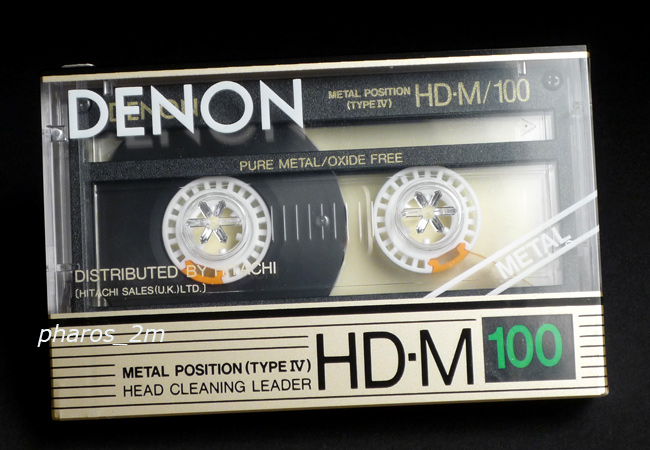 DENON
DENON
METAL POSITION
(TYPE IV)
HD·M/100
PURE METAL/OXIDE FREE
DISTRIBUTED BY HITACHI
(HITACHI SALES (U.K.) LTD.)
METAL
pharos_2m
METAL POSITION (TYPE IV)
HEAD CLEANING LEADER
HD·M
100